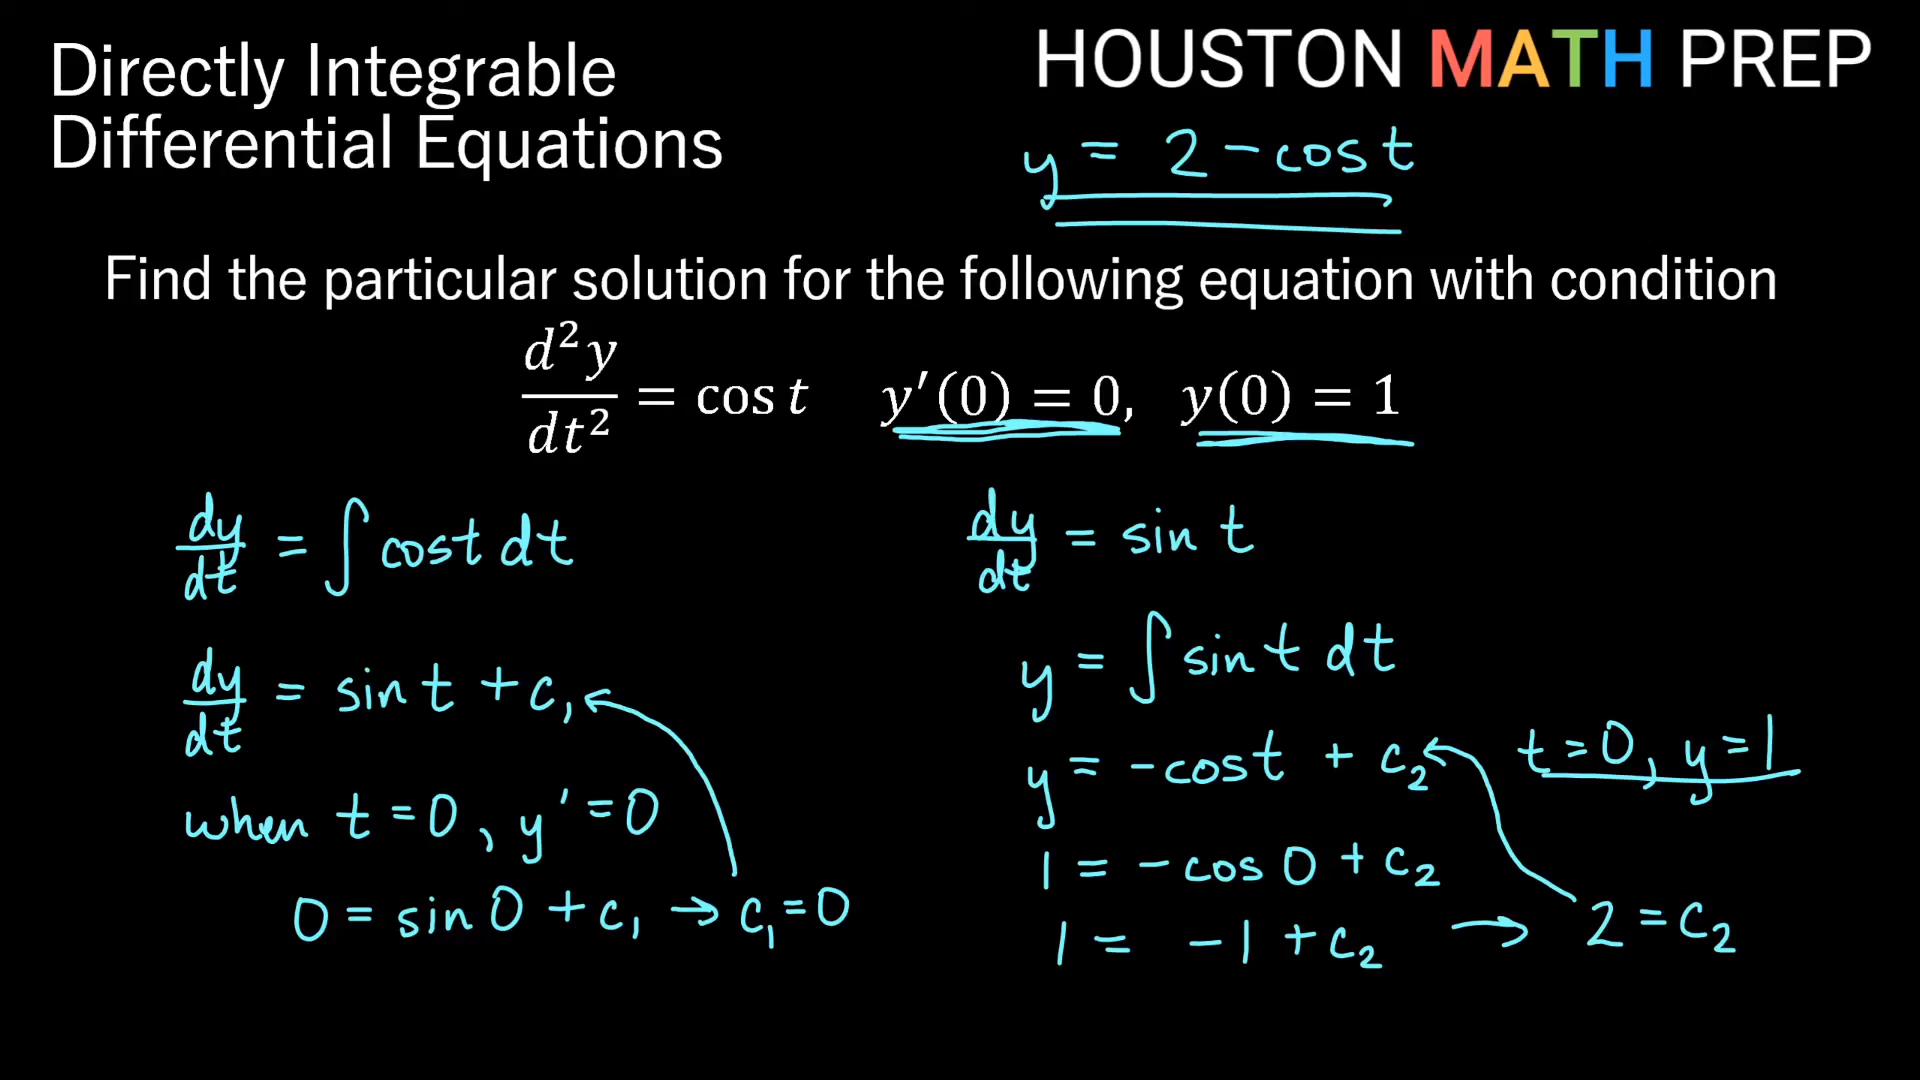 Directly Integrable
Differential Equations
HOUSTON MATH PREP
y = 2 - cos t
Find the particular solution for the following equation with condition
d²y/dt² = cos t    y′(0) = 0,   y(0) = 1
dy/dt = ∫ cos t dt
dy/dt = sin t + c₁
when t = 0, y' = 0
0 = sin 0 + c₁ → c₁ = 0
dy/dt = sin t
y = ∫ sin t dt
y = -cos t + c₂   t = 0, y = 1
1 = -cos 0 + c₂
1 = -1 + c₂ → 2 = c₂